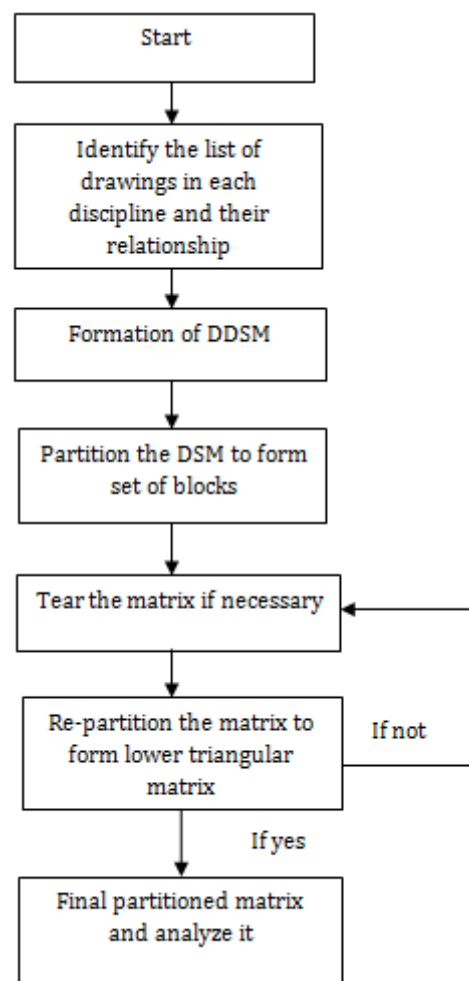 Start
Identify the list of
drawings in each
discipline and their
relationship
Formation of DDSM
Partition the DSM to form
set of blocks
Tear the matrix if necessary
Re-partition the matrix to
form lower triangular
matrix
If not
If yes
Final partitioned matrix
and analyze it